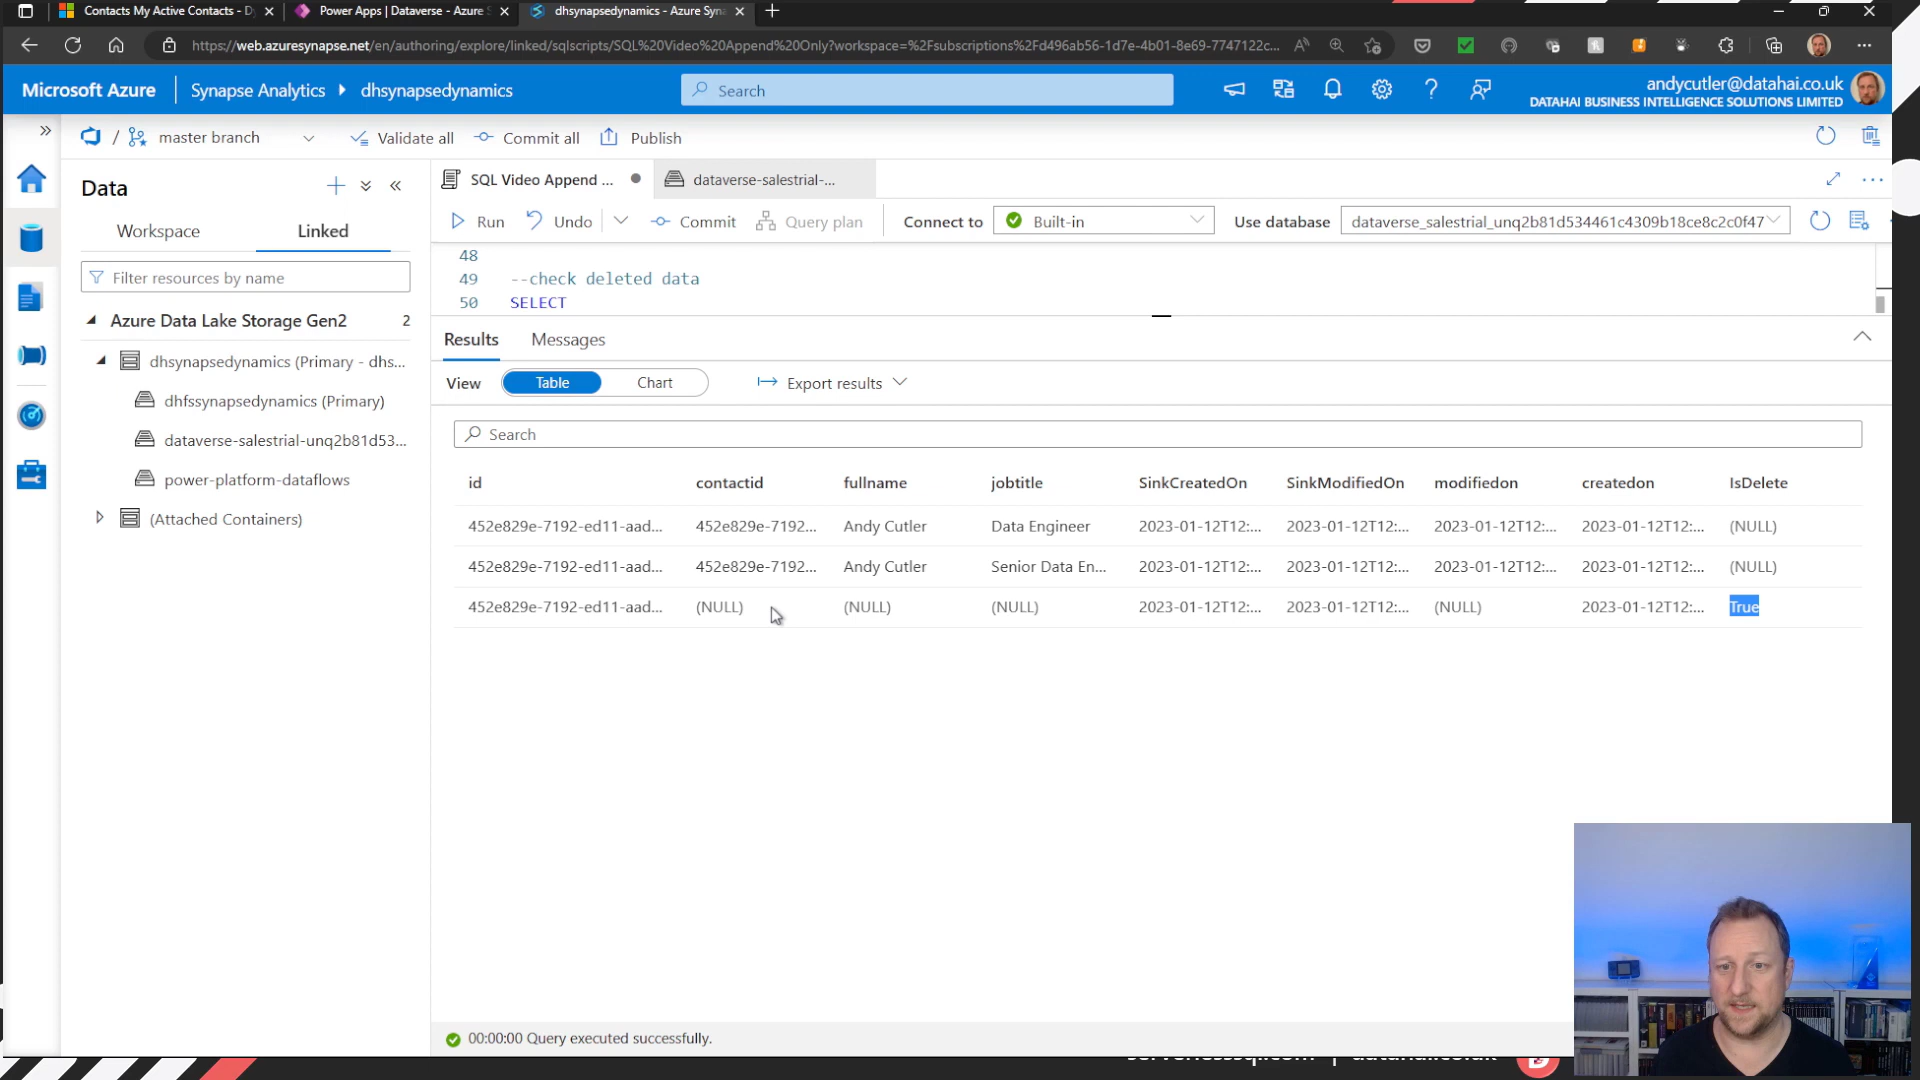 Contacts My Active Contacts - D
Power Apps | Dataverse - Azure S
dhsynapsedynamics - Azure Syna
https://web.azuresynapse.net/en/authoring/explore/linked/sqlscripts/SQL%20Video%20Append%20Only?workspace=%2Fsubscriptions%2Fd496ab56-1d7e-4b01-8e69-7747122c...
Microsoft Azure
Synapse Analytics
dhsynapsedynamics
Search
andycutler@datahai.co.uk
DATAHAI BUSINESS INTELLIGENCE SOLUTIONS LIMITED
/ master branch
Validate all
Commit all
Publish
Data
Workspace
Linked
Filter resources by name
Azure Data Lake Storage Gen2 2
dhsynapsedynamics (Primary - dhs...
dhfssynapsedynamics (Primary)
dataverse-salestrial-unq2b81d53...
power-platform-dataflows
(Attached Containers)
SQL Video Append ...
dataverse-salestrial-...
Run
Undo
Commit
Query plan
Connect to
Built-in
Use database
dataverse_salestrial_unq2b81d534461c4309b18ce8c2c0f47
48
49 --check deleted data
50 SELECT
Results
Messages
View
Table
Chart
Export results
Search
id contactid fullname jobtitle SinkCreatedOn SinkModifiedOn modifiedon createdon IsDelete
452e829e-7192-ed11-aad... 452e829e-7192... Andy Cutler Data Engineer 2023-01-12T12:... 2023-01-12T12:... 2023-01-12T12:... 2023-01-12T12:... (NULL)
452e829e-7192-ed11-aad... 452e829e-7192... Andy Cutler Senior Data En... 2023-01-12T12:... 2023-01-12T12:... 2023-01-12T12:... 2023-01-12T12:... (NULL)
452e829e-7192-ed11-aad... (NULL) (NULL) (NULL) 2023-01-12T12:... 2023-01-12T12:... (NULL) 2023-01-12T12:... True
00:00:00 Query executed successfully.